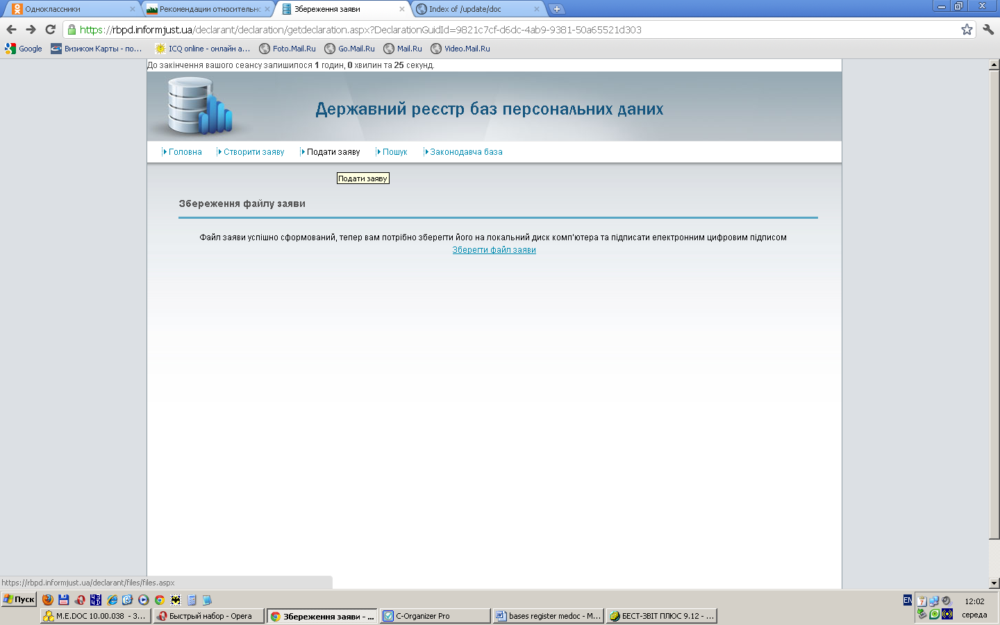 Одноклассники
Рекомендации относительнс
Збереження заяви
Index of /update/doc
https://rbpd.informjust.ua/declarant/declaration/getdeclaration.aspx?DeclarationGuidId=9821c7cf-d6dc-4ab9-9381-50a65521d303
Google
Визиком Карты - по...
ICQ online - онлайн а...
Foto.Mail.Ru
Go.Mail.Ru
Mail.Ru
Video.Mail.Ru
До закінчення вашого сеансу залишилося 1 годин, 0 хвилин та 25 секунд.
Державний реєстр баз персональних даних
Головна
Створити заяву
Подати заяву
Пошук
Законодавча база
Подати заяву
Збереження файлу заяви
Файл заяви успішно сформований, тепер вам потрібно зберегти його на локальний диск комп'ютера та підписати електронним цифровим підписом
Зберегти файл заяви
https://rbpd.informjust.ua/declarant/files/files.aspx
Пуск
EN
12:02
M.E.DOC 10.00.038 - З...
Быстрый набор - Opera
Збереження заяви - ...
C-Organizer Pro
bases register medoc - M...
БЕСТ-ЗВІТ ПЛЮС 9.12 - ...
середа